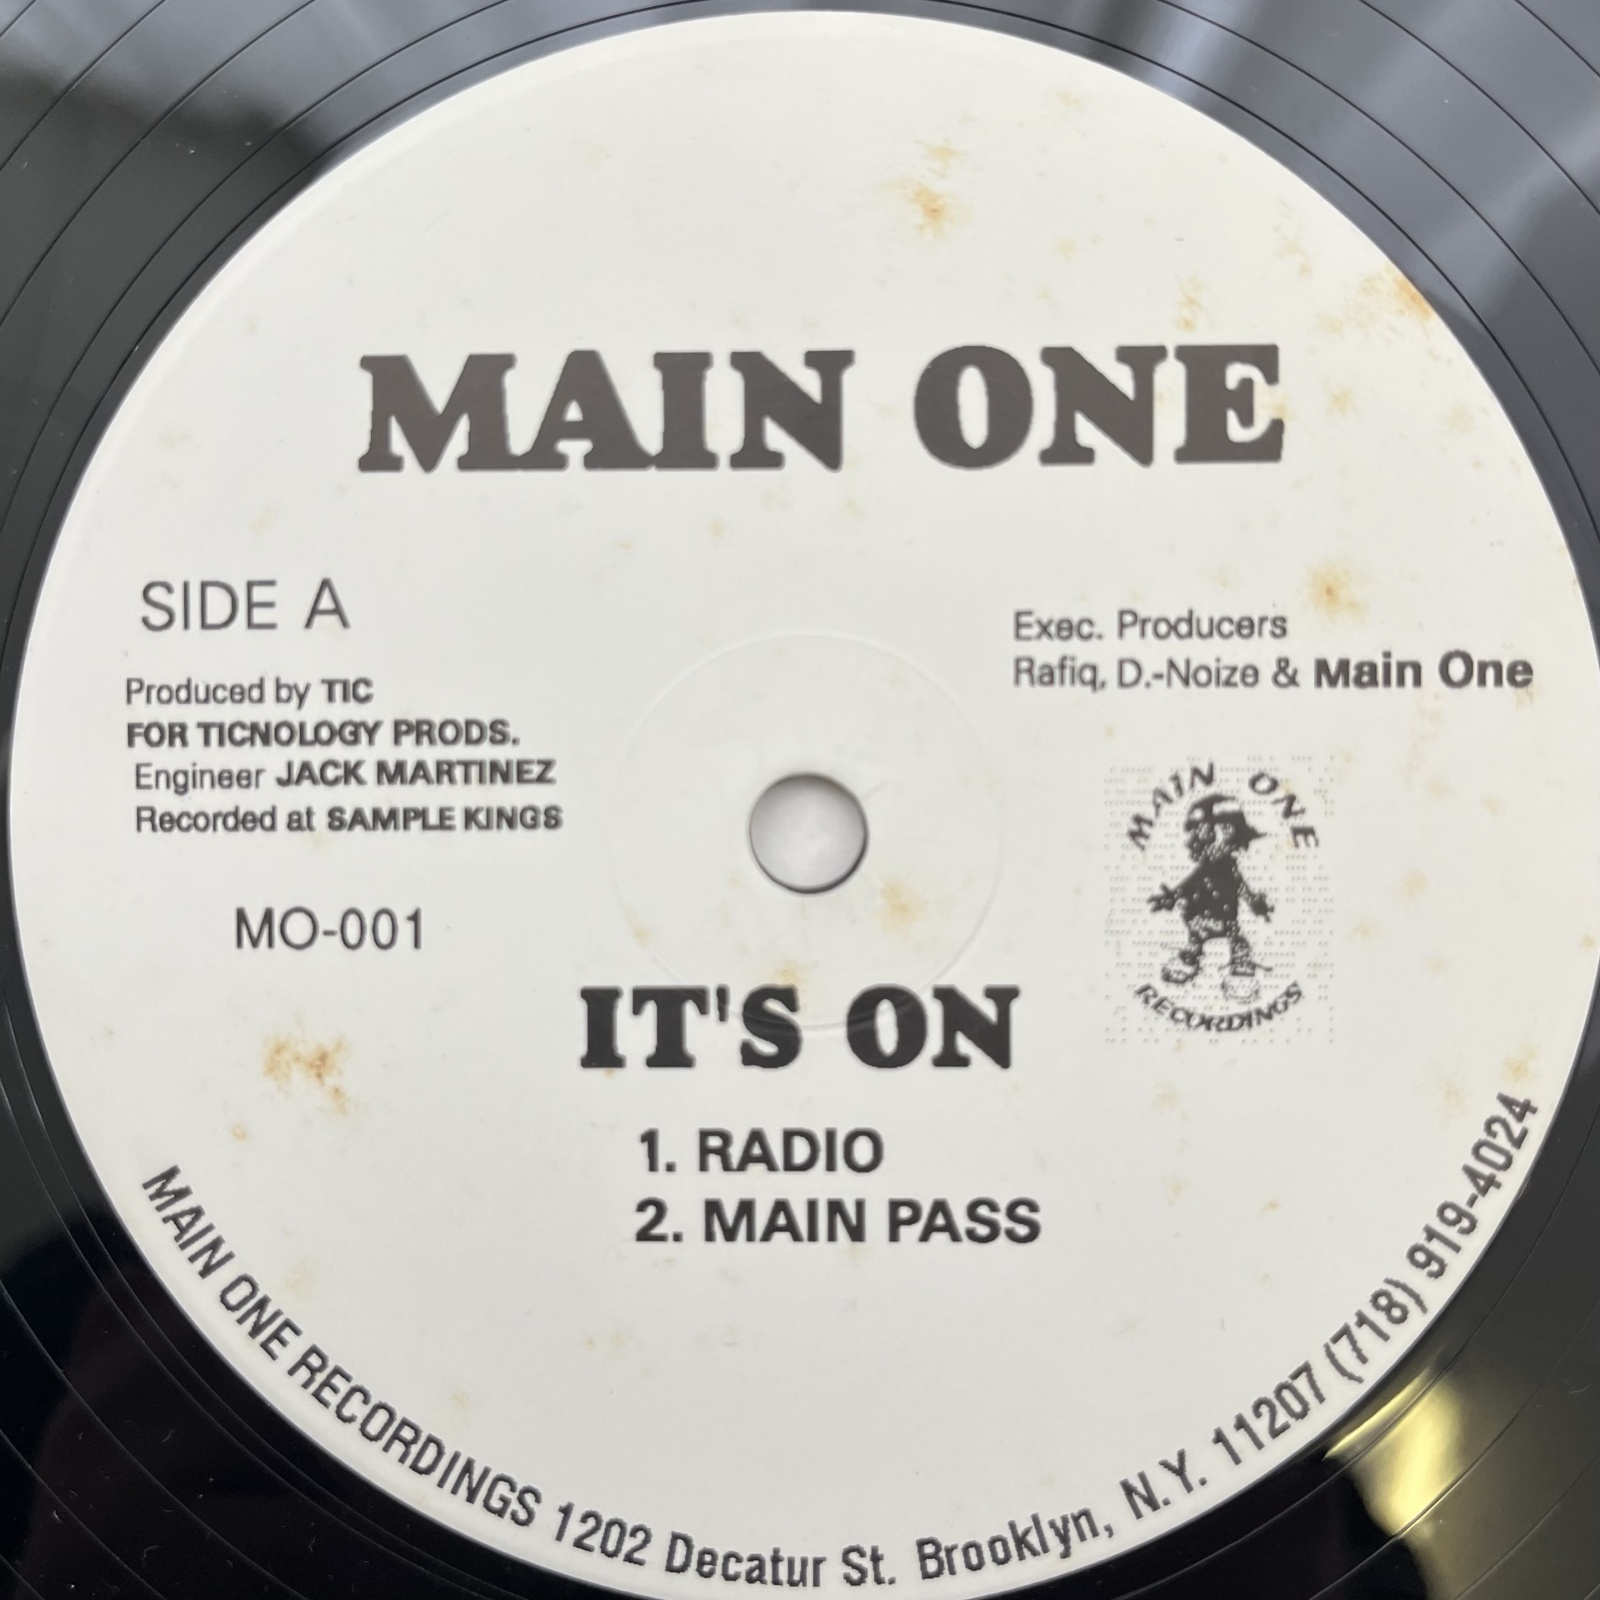 MAIN ONE
SIDE A
Produced by TIC
FOR TICNOLOGY PRODS.
Engineer JACK MARTINEZ
Recorded at SAMPLE KINGS
MO-001
Exec. Producers
Rafiq, D.-Noize & Main One
MAIN ONE
RECORDINGS
IT'S ON
1. RADIO
2. MAIN PASS
MAIN ONE RECORDINGS 1202 Decatur St. Brooklyn, N.Y. 11207 (718) 919-4024